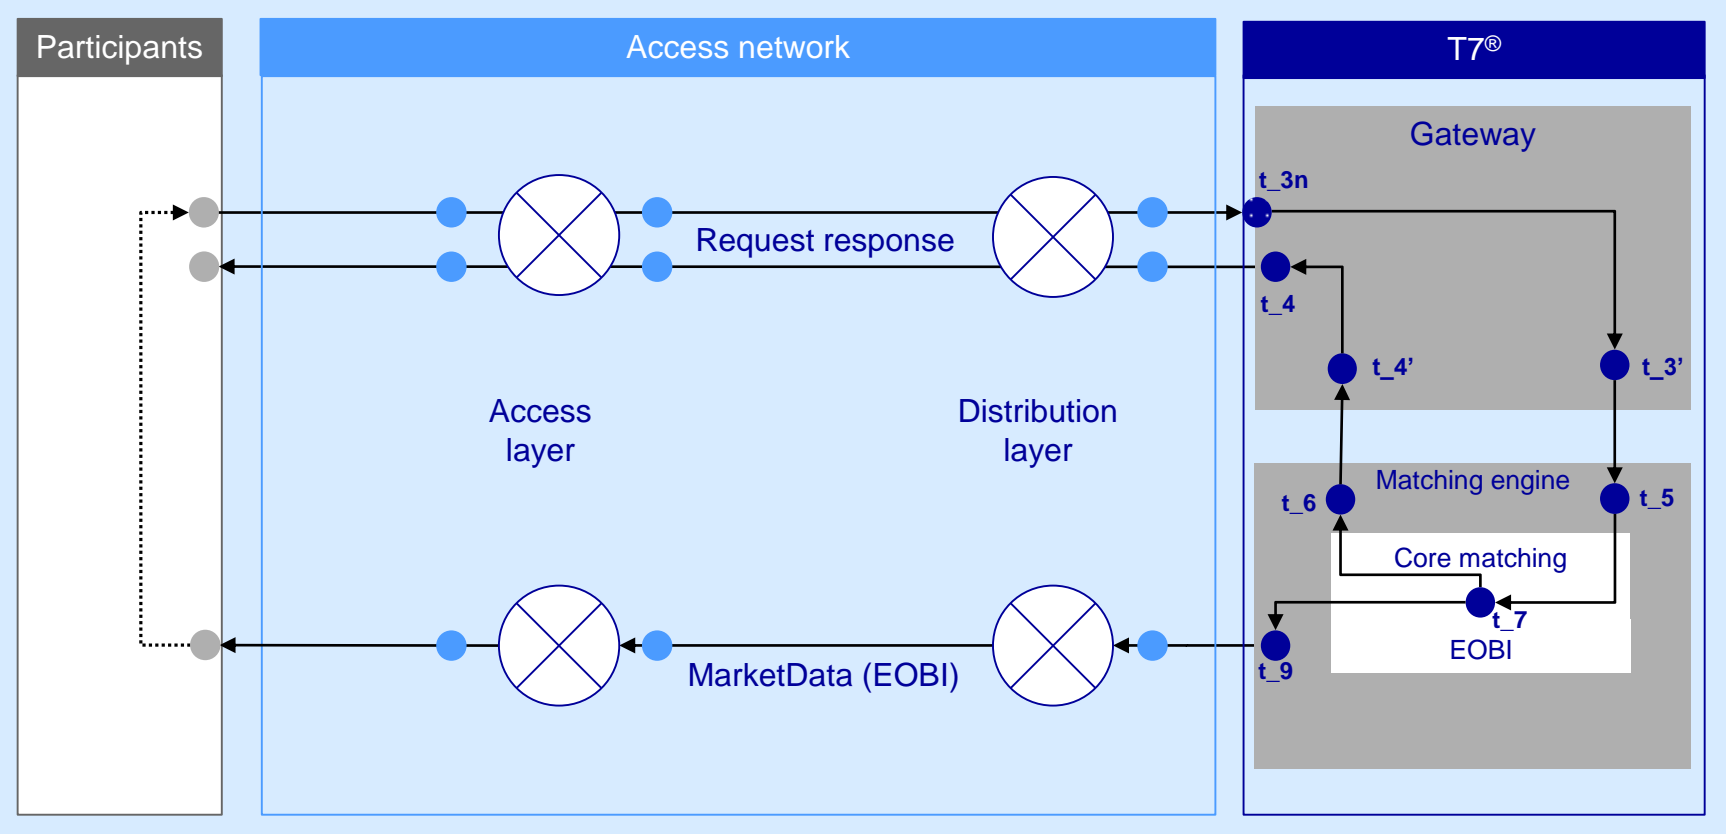 Participants
Access network
T7®
Gateway
t_3n
Request response
t_4
t_4’
t_3’
Access
layer
Distribution
layer
Matching engine
t_6
t_5
Core matching
t_7
EOBI
MarketData (EOBI)
t_9